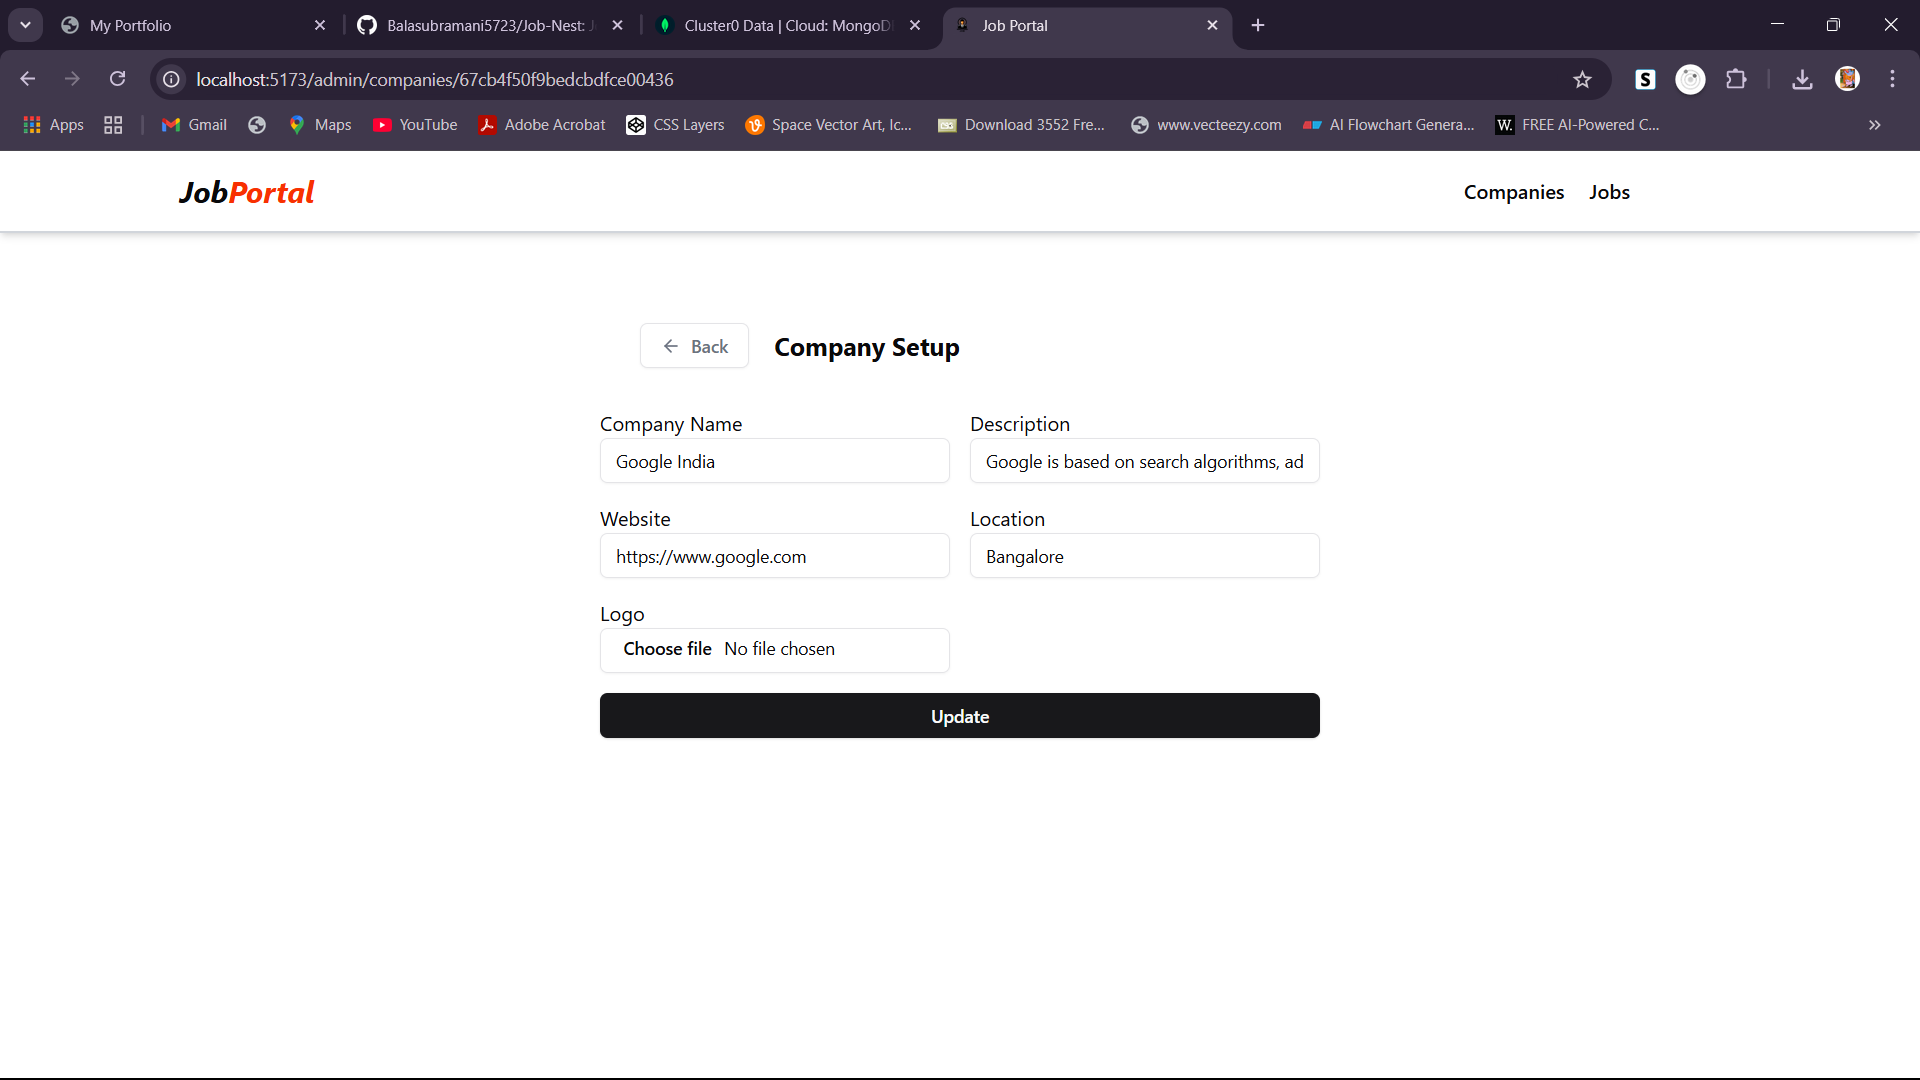 My Portfolio
Balasubramani5723/Job-Nest: J
Cluster0 Data | Cloud: MongoD
Job Portal
localhost:5173/admin/companies/67cb4f50f9bedcbdfce00436
S
Apps
Gmail
Maps
YouTube
Adobe Acrobat
CSS Layers
Space Vector Art, Ic...
Download 3552 Fre...
www.vecteezy.com
AI Flowchart Genera...
W.
FREE AI-Powered C...
JobPortal
Companies
Jobs
Back
Company Setup
Company Name
Description
Google India
Google is based on search algorithms, ad
Website
Location
https://www.google.com
Bangalore
Logo
Choose file No file chosen
Update